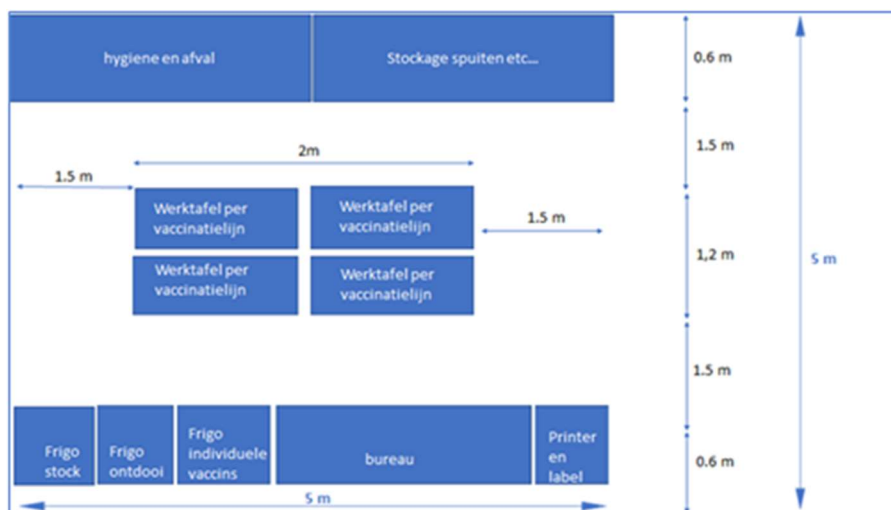 hygiene en afval
Stockage spuiten etc...
0.6 m
1.5 m
2m
1.5 m
Werktafel per
vaccinatielijn
Werktafel per
vaccinatielijn
1.5 m
Werktafel per
vaccinatielijn
Werktafel per
vaccinatielijn
1,2 m
5 m
1.5 m
Frigo
stock
Frigo
ontdooi
Frigo
individuele
vaccins
bureau
Printer
en
label
0.6 m
5 m